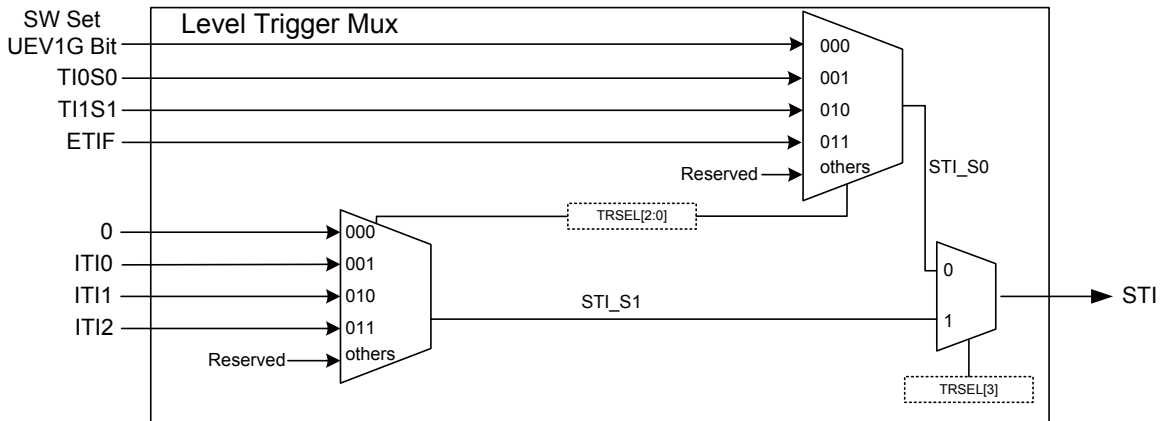 SW Set
UEV1G Bit
Level Trigger Mux
000
TI0S0
001
TI1S1
010
ETIF
011
Reserved
others
STI_S0
TRSEL[2:0]
0
000
ITI0
001
0
ITI1
010
STI_S1
STI
ITI2
011
1
Reserved
others
TRSEL[3]